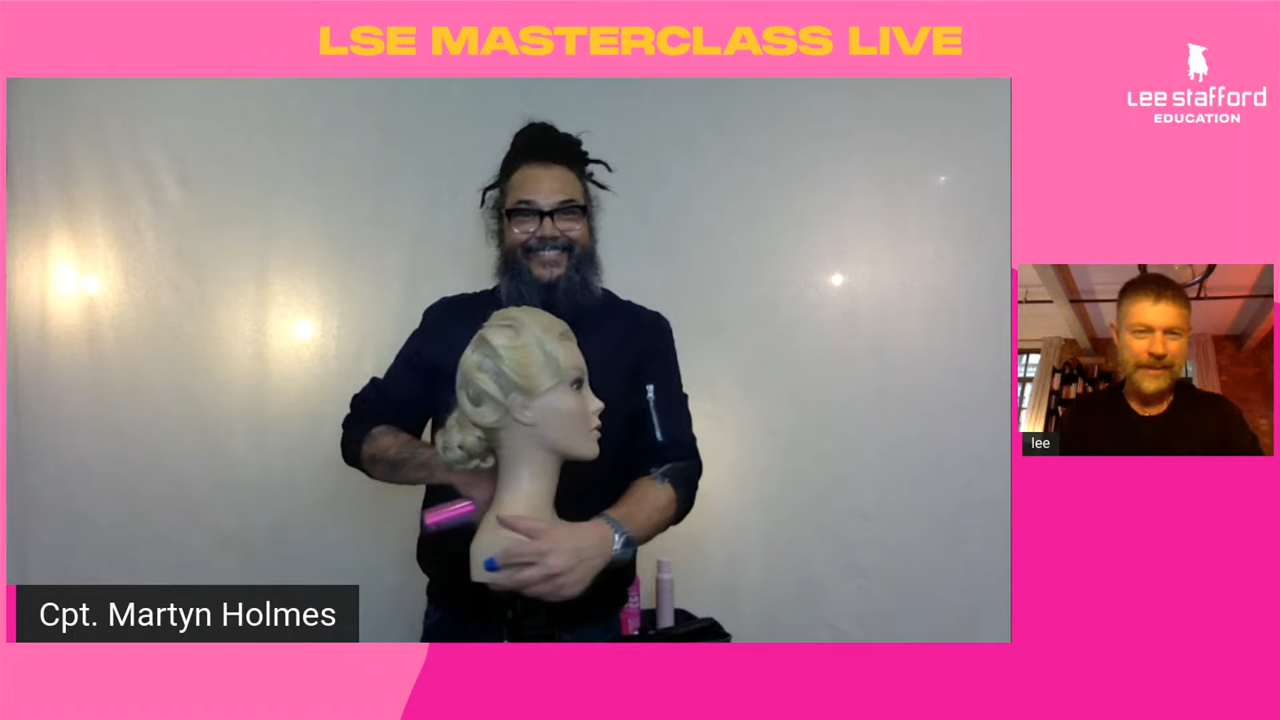 LSE MASTERCLASS LIVE
Lee Stafford
EDUCATION
lee
Cpt. Martyn Holmes